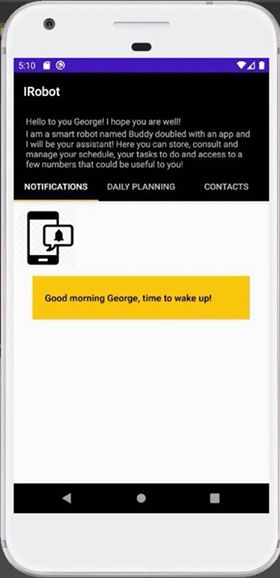 5:10
IRobot
Hello to you George! I hope you are well!
I am a smart robot named Buddy doubled with an app and
I will be your assistant! Here you can store, consult and
manage your schedule, your tasks to do and access to a
few numbers that could be useful to you!
NOTIFICATIONS DAILY PLANNING CONTACTS
Good morning George, time to wake up!